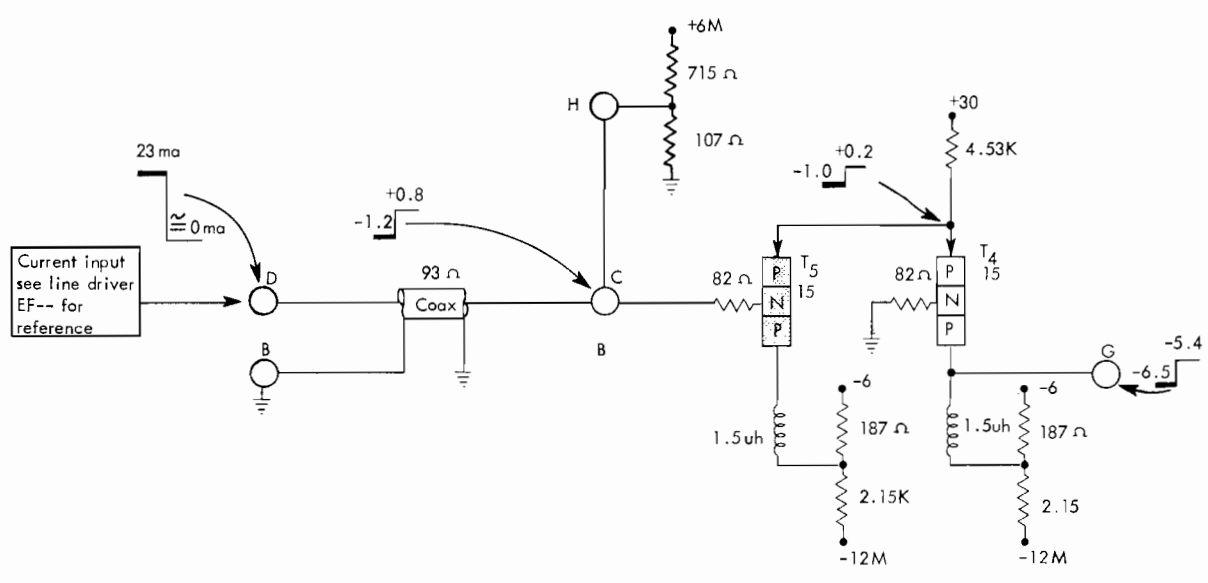 +6M
715 Ω
H
107 Ω
+30
4.53K
23 ma
≅0 ma
+0.8
-1.2
+0.2
-1.0
Current input
see line driver
EF-- for
reference
D
93 Ω
Coax
B
C
B
82 Ω
P
N
P
T5
15
82 Ω
P
N
P
T4
15
G
-5.4
-6.5
-6
1.5uh
187 Ω
2.15K
-12M
-6
1.5uh
187 Ω
2.15
-12M